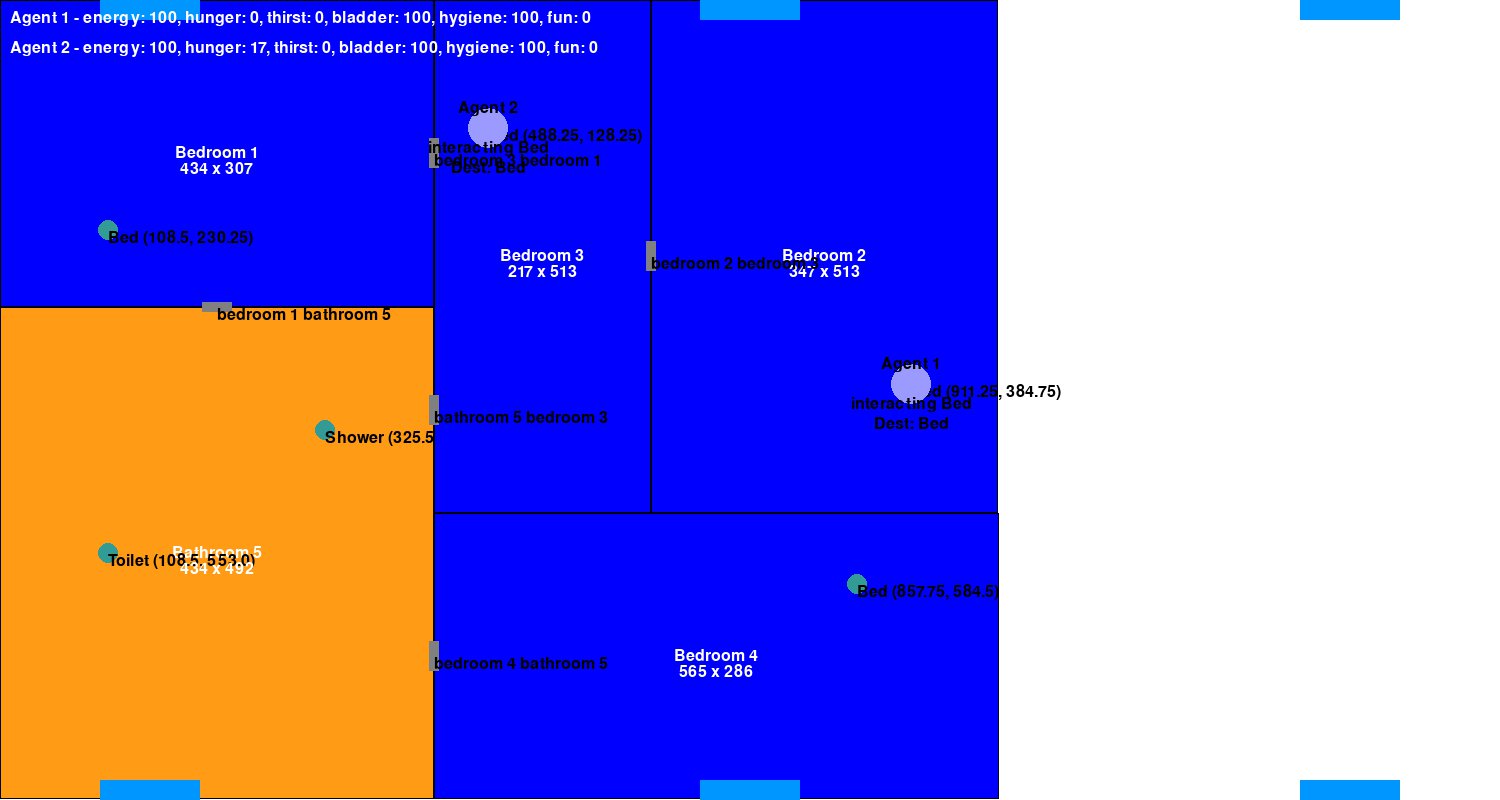 Agent 1 - energy: 100, hunger: 0, thirst: 0, bladder: 100, hygiene: 100, fun: 0
Agent 2 - energy: 100, hunger: 17, thirst: 0, bladder: 100, hygiene: 100, fun: 0
Agent 2
(488.25, 128.25)
interacting Bed
bedroom 3 bedroom 1
Dest: Bed
Bedroom 1
434 x 307
Bed (108.5, 230.25)
Bedroom 3
217 x 513
Bedroom 2
347 x 513
bedroom 2 bedroom 3
bedroom 1 bathroom 5
Agent 1
(911.25, 384.75)
interacting Bed
Dest: Bed
bathroom 5 bedroom 3
Shower (325.5
Bathroom 5
434 x 492
Toilet (108.5, 553.0)
Bed (857.75, 584.5)
Bedroom 4
565 x 286
bedroom 4 bathroom 5